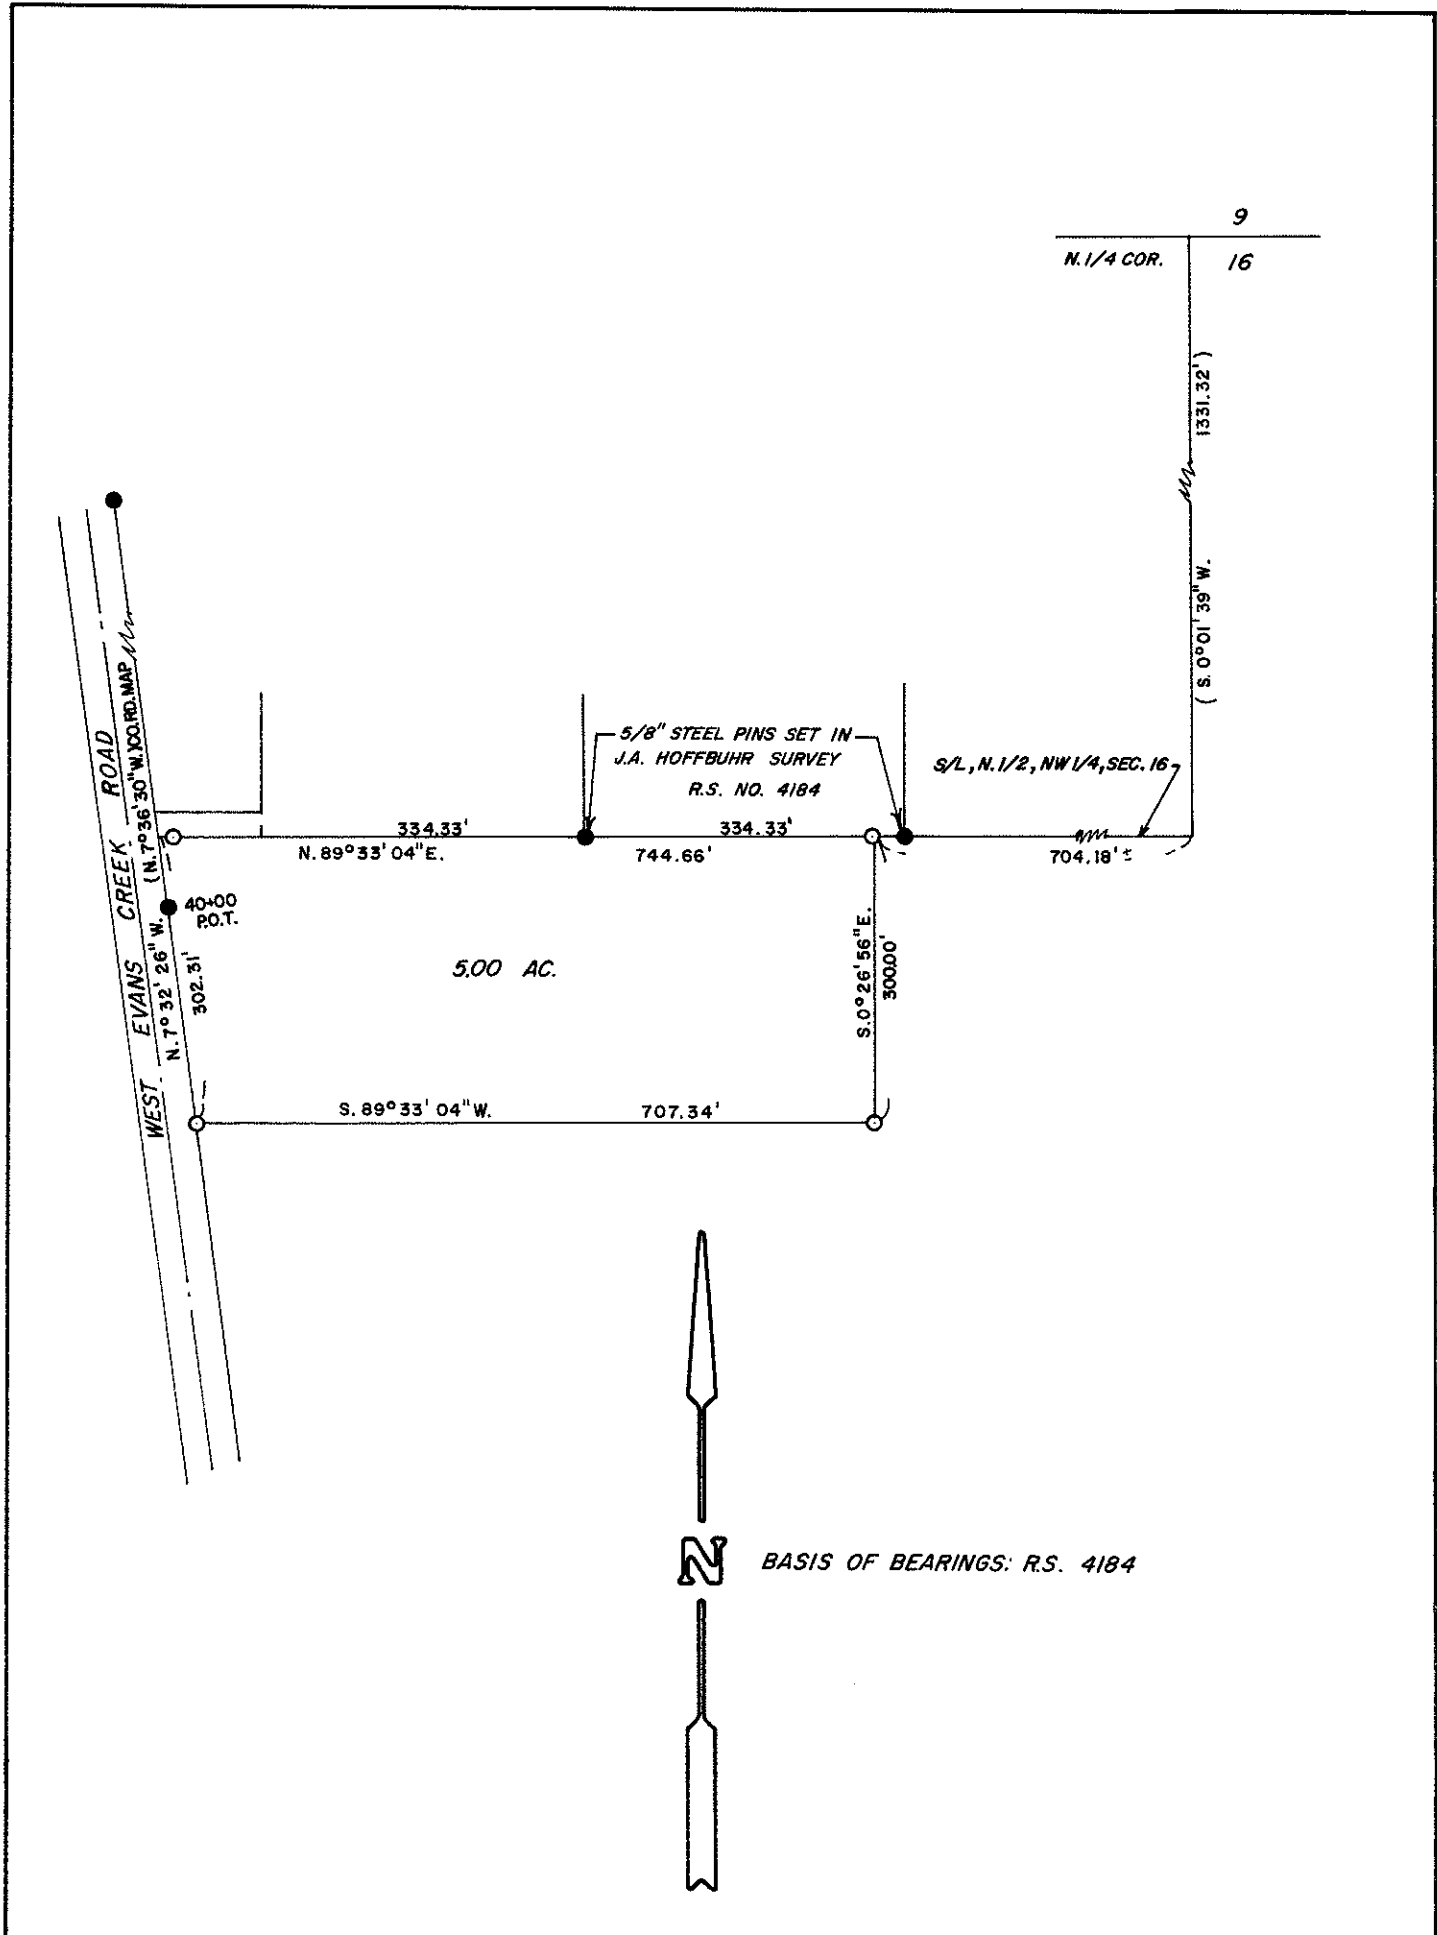 9
N. 1/4 COR.
16
(S. 0° 01' 39" W. 1331.32')
WEST EVANS CREEK ROAD
(N. 7° 36' 30" W.) CO. RD. MAP
5/8" STEEL PINS SET IN
J.A. HOFFBUHR SURVEY
R.S. NO. 4184
S/L, N. 1/2, NW 1/4, SEC. 16
334.33'
334.33'
N. 89° 33' 04" E.
744.66'
704.18' ±
40+00
P.O.T.
N. 7° 32' 26" W.
302.31'
5.00 AC.
S. 0° 26' 56" E.
300.00'
S. 89° 33' 04" W.
707.34'
N
BASIS OF BEARINGS: R.S. 4184